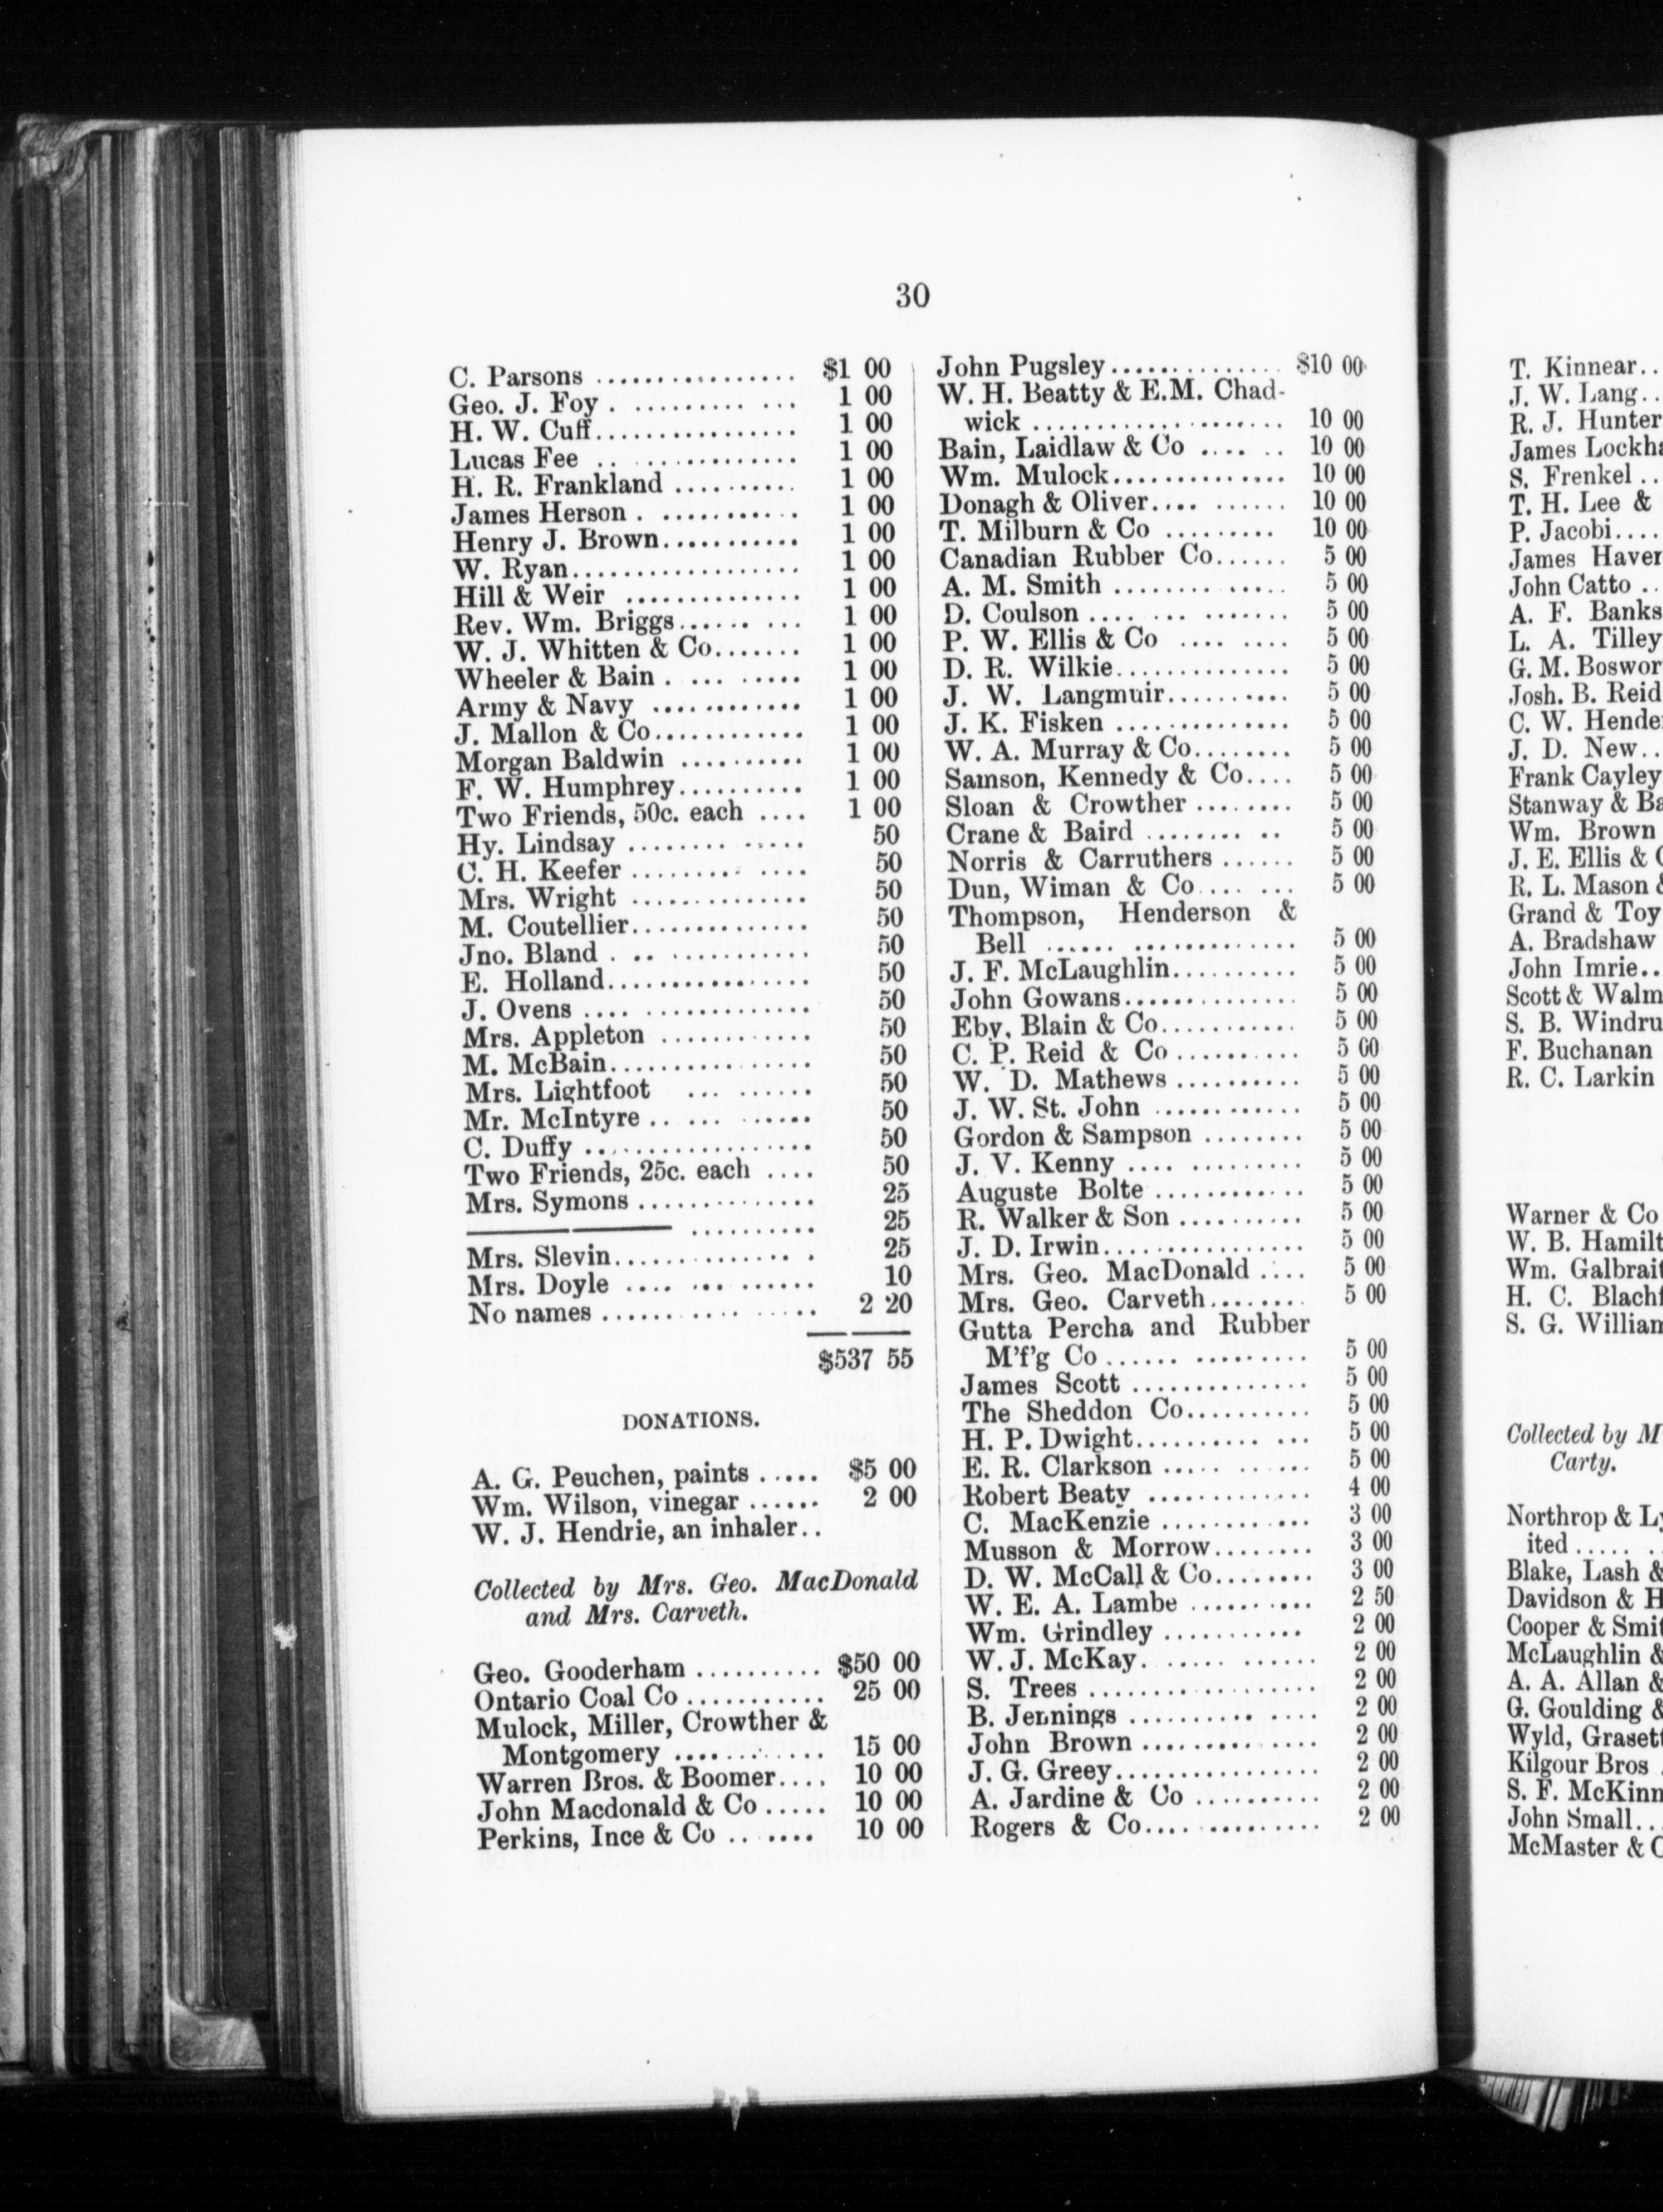 30
C. Parsons ................ $1 00
Geo. J. Foy . ......... ... 1 00
H. W. Cuff................ 1 00
Lucas Fee .. .............. 1 00
H. R. Frankland .......... 1 00
James Herson . ........... 1 00
Henry J. Brown........... 1 00
W. Ryan.................. 1 00
Hill & Weir .............. 1 00
Rev. Wm. Briggs...... ... 1 00
W. J. Whitten & Co....... 1 00
Wheeler & Bain . ... ..... 1 00
Army & Navy ............ 1 00
J. Mallon & Co............ 1 00
Morgan Baldwin .......... 1 00
F. W. Humphrey.......... 1 00
Two Friends, 50c. each .... 1 00
Hy. Lindsay ........ ..... 50
C. H. Keefer ......... .... 50
Mrs. Wright .............. 50
M. Coutellier.............. 50
Jno. Bland . .. ........... 50
E. Holland................ 50
J. Ovens .... ............. 50
Mrs. Appleton ............ 50
M. McBain................ 50
Mrs. Lightfoot ... ...... 50
Mr. McIntyre .. ... ...... 50
C. Duffy .................. 50
Two Friends, 25c. each .... 50
Mrs. Symons .............. 25
—————— .......... 25
Mrs. Slevin.............. . 25
Mrs. Doyle .... ... ...... 10
No names .......... ..... 2 20
$537 55
DONATIONS.
A. G. Peuchen, paints ..... $5 00
Wm. Wilson, vinegar ...... 2 00
W. J. Hendrie, an inhaler..
Collected by Mrs. Geo. MacDonald
and Mrs. Carveth.
Geo. Gooderham .......... $50 00
Ontario Coal Co ........... 25 00
Mulock, Miller, Crowther &
Montgomery ............ 15 00
Warren Bros. & Boomer.... 10 00
John Macdonald & Co ..... 10 00
Perkins, Ince & Co .. ..... 10 00
John Pugsley.............. $10 00
W. H. Beatty & E.M. Chad-
wick ..................... 10 00
Bain, Laidlaw & Co .... .. 10 00
Wm. Mulock.............. 10 00
Donagh & Oliver.... ...... 10 00
T. Milburn & Co ......... 10 00
Canadian Rubber Co...... 5 00
A. M. Smith ......... ..... 5 00
D. Coulson .... ... ....... 5 00
P. W. Ellis & Co .... .... 5 00
D. R. Wilkie............... 5 00
J. W. Langmuir.......... 5 00
J. K. Fisken .............. 5 00
W. A. Murray & Co........ 5 00
Samson, Kennedy & Co.... 5 00
Sloan & Crowther ........ 5 00
Crane & Baird ........ .. 5 00
Norris & Carruthers ...... 5 00
Dun, Wiman & Co.... ... 5 00
Thompson, Henderson &
Bell ...... .............. 5 00
J. F. McLaughlin.......... 5 00
John Gowans.............. 5 00
Eby, Blain & Co........... 5 00
C. P. Reid & Co .......... 5 00
W. D. Mathews .......... 5 00
J. W. St. John ............ 5 00
Gordon & Sampson ........ 5 00
J. V. Kenny .... ......... 5 00
Auguste Bolte ............ 5 00
R. Walker & Son .......... 5 00
J. D. Irwin................ 5 00
Mrs. Geo. MacDonald .... 5 00
Mrs. Geo. Carveth........ 5 00
Gutta Percha and Rubber
M'f'g Co...... ......... 5 00
James Scott .............. 5 00
The Sheddon Co.......... 5 00
H. P. Dwight.......... ... 5 00
E. R. Clarkson ..... ...... 5 00
Robert Beaty ............. 4 00
C. MacKenzie ............ 3 00
Musson & Morrow........ 3 00
D. W. McCall & Co........ 3 00
W. E. A. Lambe .......... 2 50
Wm. Grindley ........... 2 00
W. J. McKay. ..... ...... 2 00
S. Trees .................. 2 00
B. Jennings .......... .... 2 00
John Brown .............. 2 00
J. G. Greey................ 2 00
A. Jardine & Co .......... 2 00
Rogers & Co.... ......... 2 00
T. Kinnear..
J. W. Lang..
R. J. Hunter
James
S. Frenkel ..
T. H. Lee &
P. Jacobi....
James
John Catto ..
A. F. Banks
L. A. Tilley
G. M.
Josh. B. Reid
C. W.
J. D. New..
Frank Cayley
Stanway &
Wm. Brown
J. E. Ellis &
R. L. Mason
Grand & Toy
A. Bradshaw
John Imrie..
Scott &
S. B.
F. Buchanan
R. C. Larkin
Warner & Co
W. B.
Wm.
H. C.
S. G.
Collected by
Carty.
Northrop &
ited .....
Blake, Lash &
Davidson &
Cooper &
McLaughlin &
A. A. Allan &
G. Goulding &
Wyld,
Kilgour Bros .
S. F.
John Small..
McMaster &